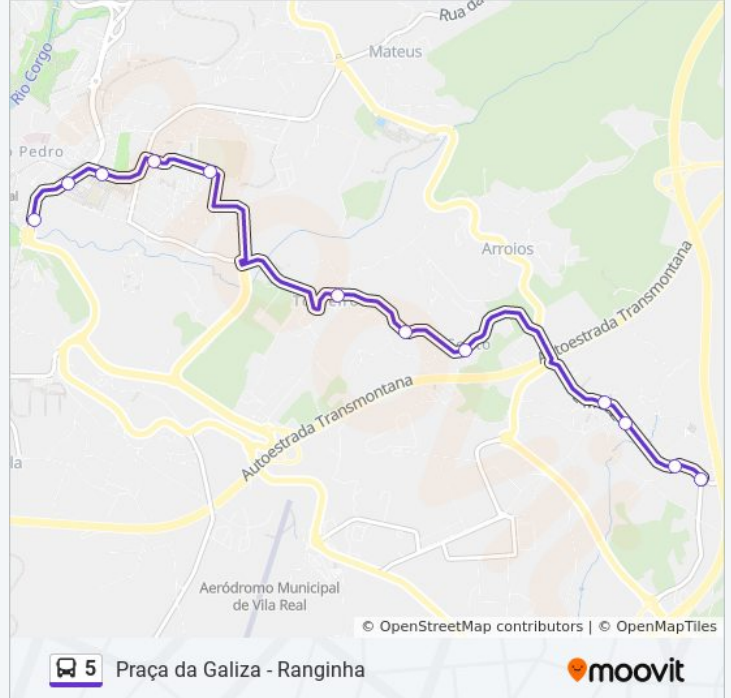 Rua da
Mateus
Rio Corgo
Pedro
Arroios
Autoestrada Transmontana
Autoestrada Transmontana
la
Aeródromo Municipal
de Vila Real
© OpenStreetMap contributors | © OpenMapTiles
5 Praça da Galiza - Ranginha
moovit